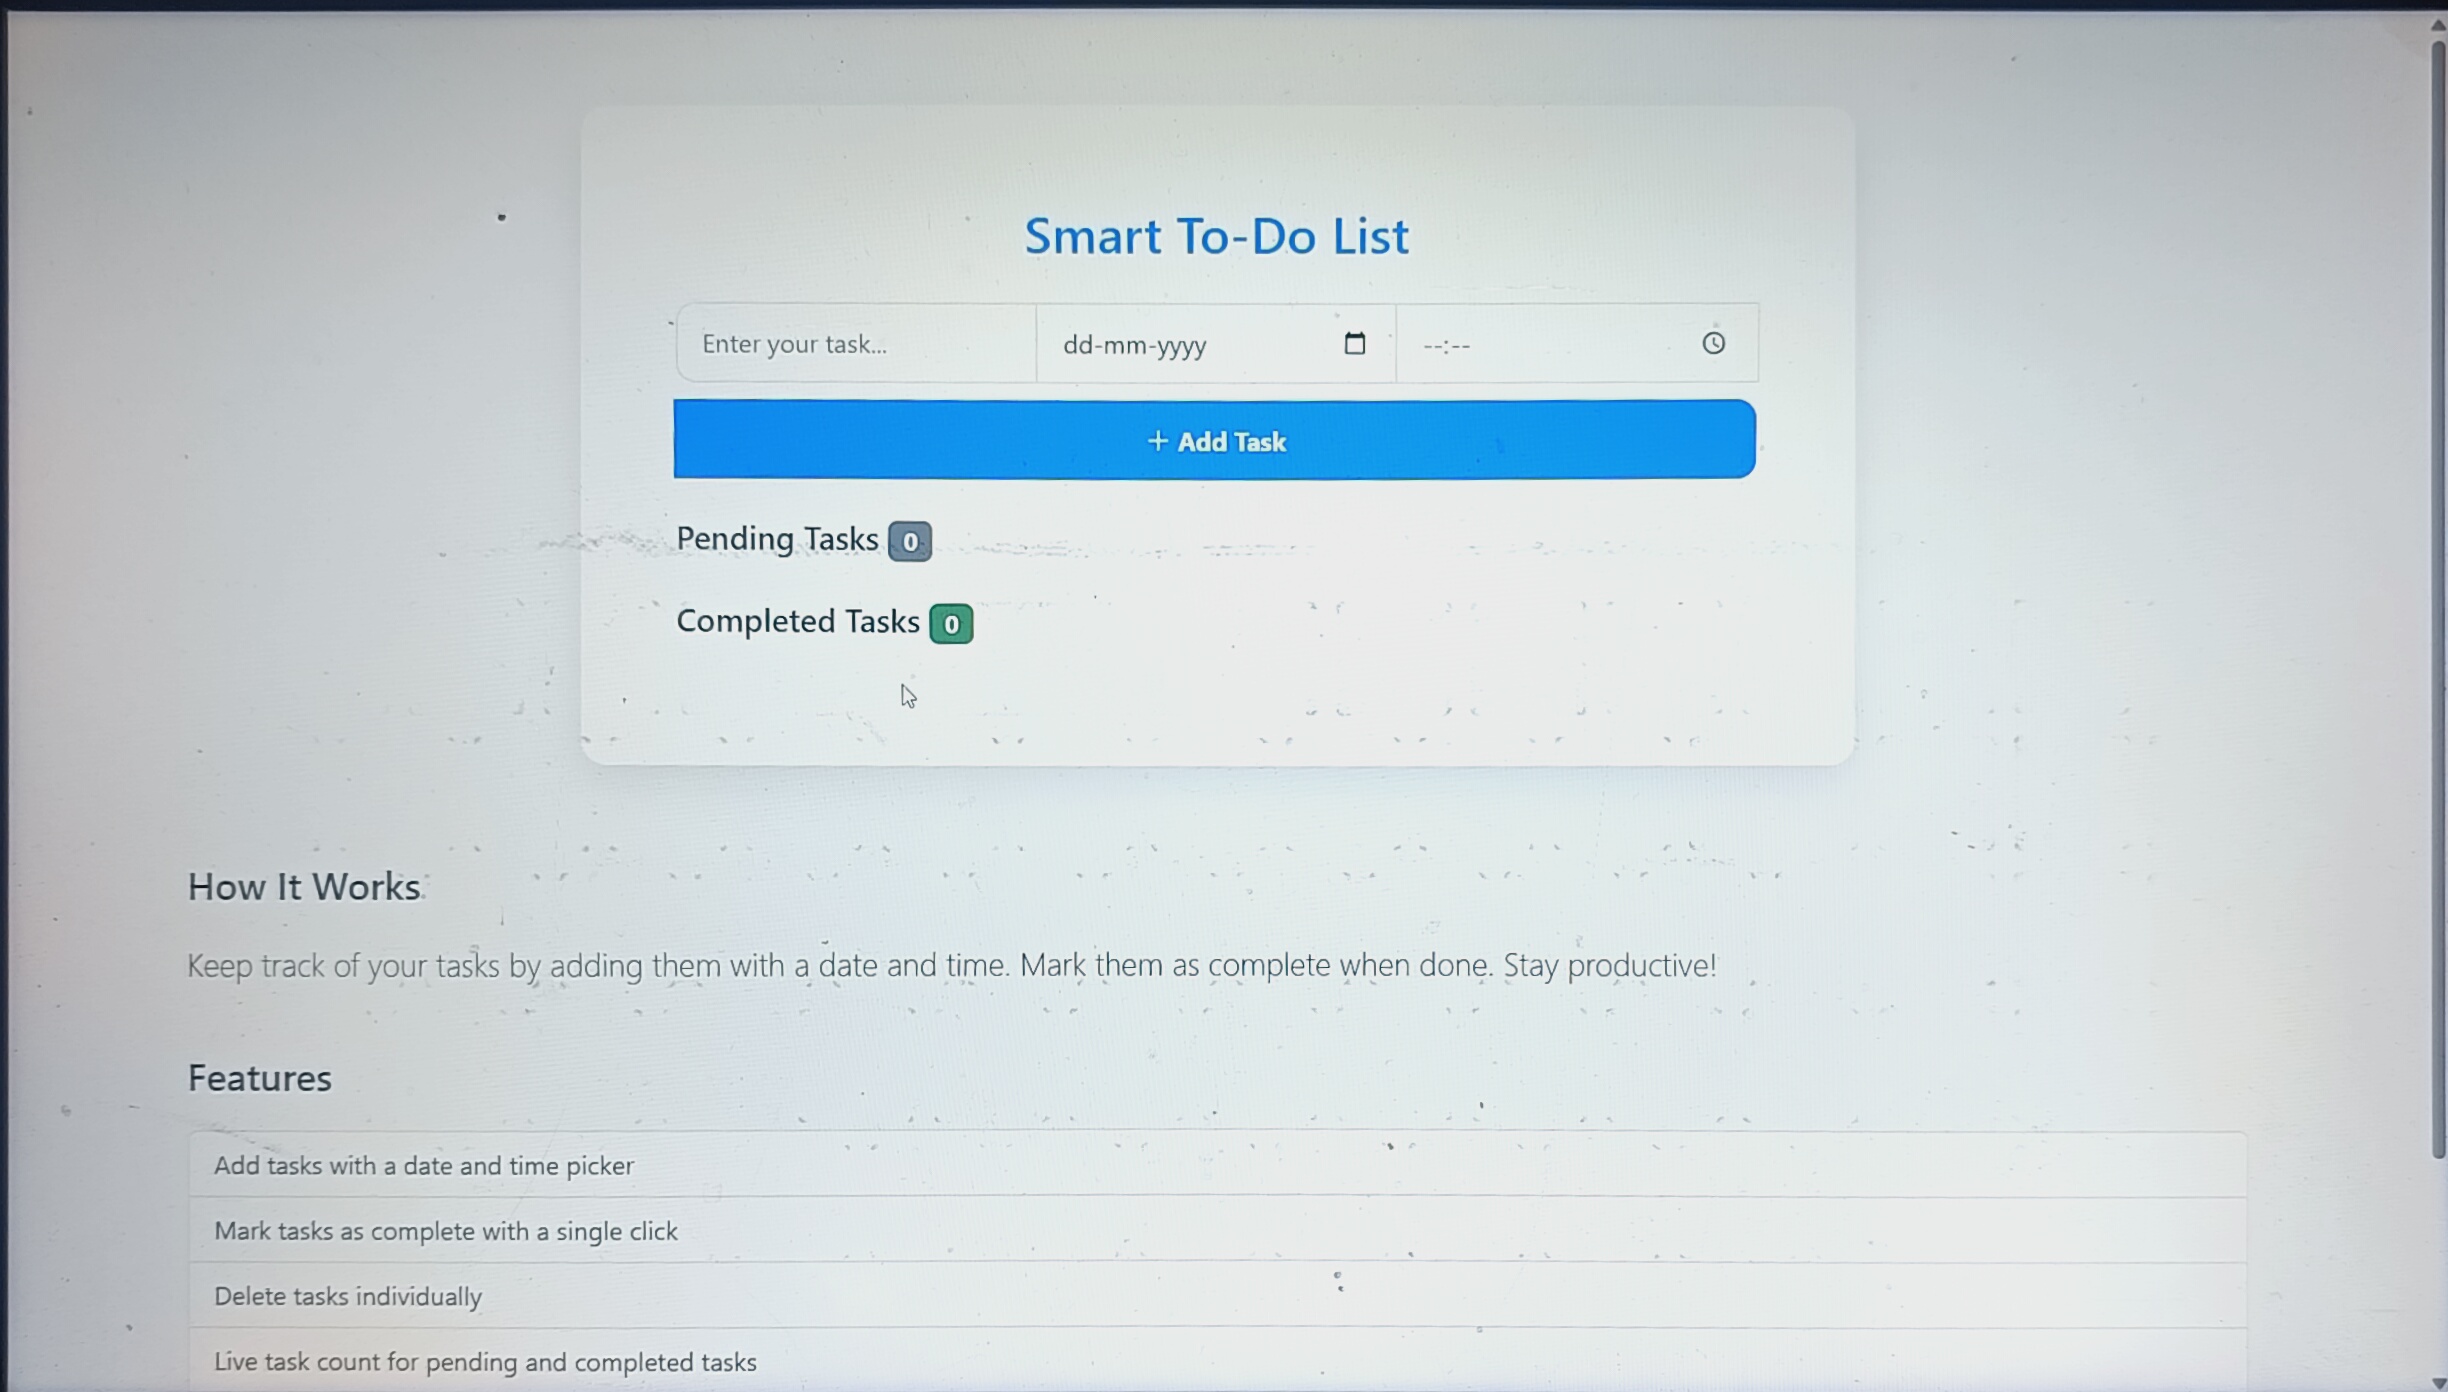 Smart To-Do List
Enter your task... dd-mm-yyyy --:--
+ Add Task
Pending Tasks 0
Completed Tasks 0
How It Works
Keep track of your tasks by adding them with a date and time. Mark them as complete when done. Stay productive!
Features
Add tasks with a date and time picker
Mark tasks as complete with a single click
Delete tasks individually
Live task count for pending and completed tasks